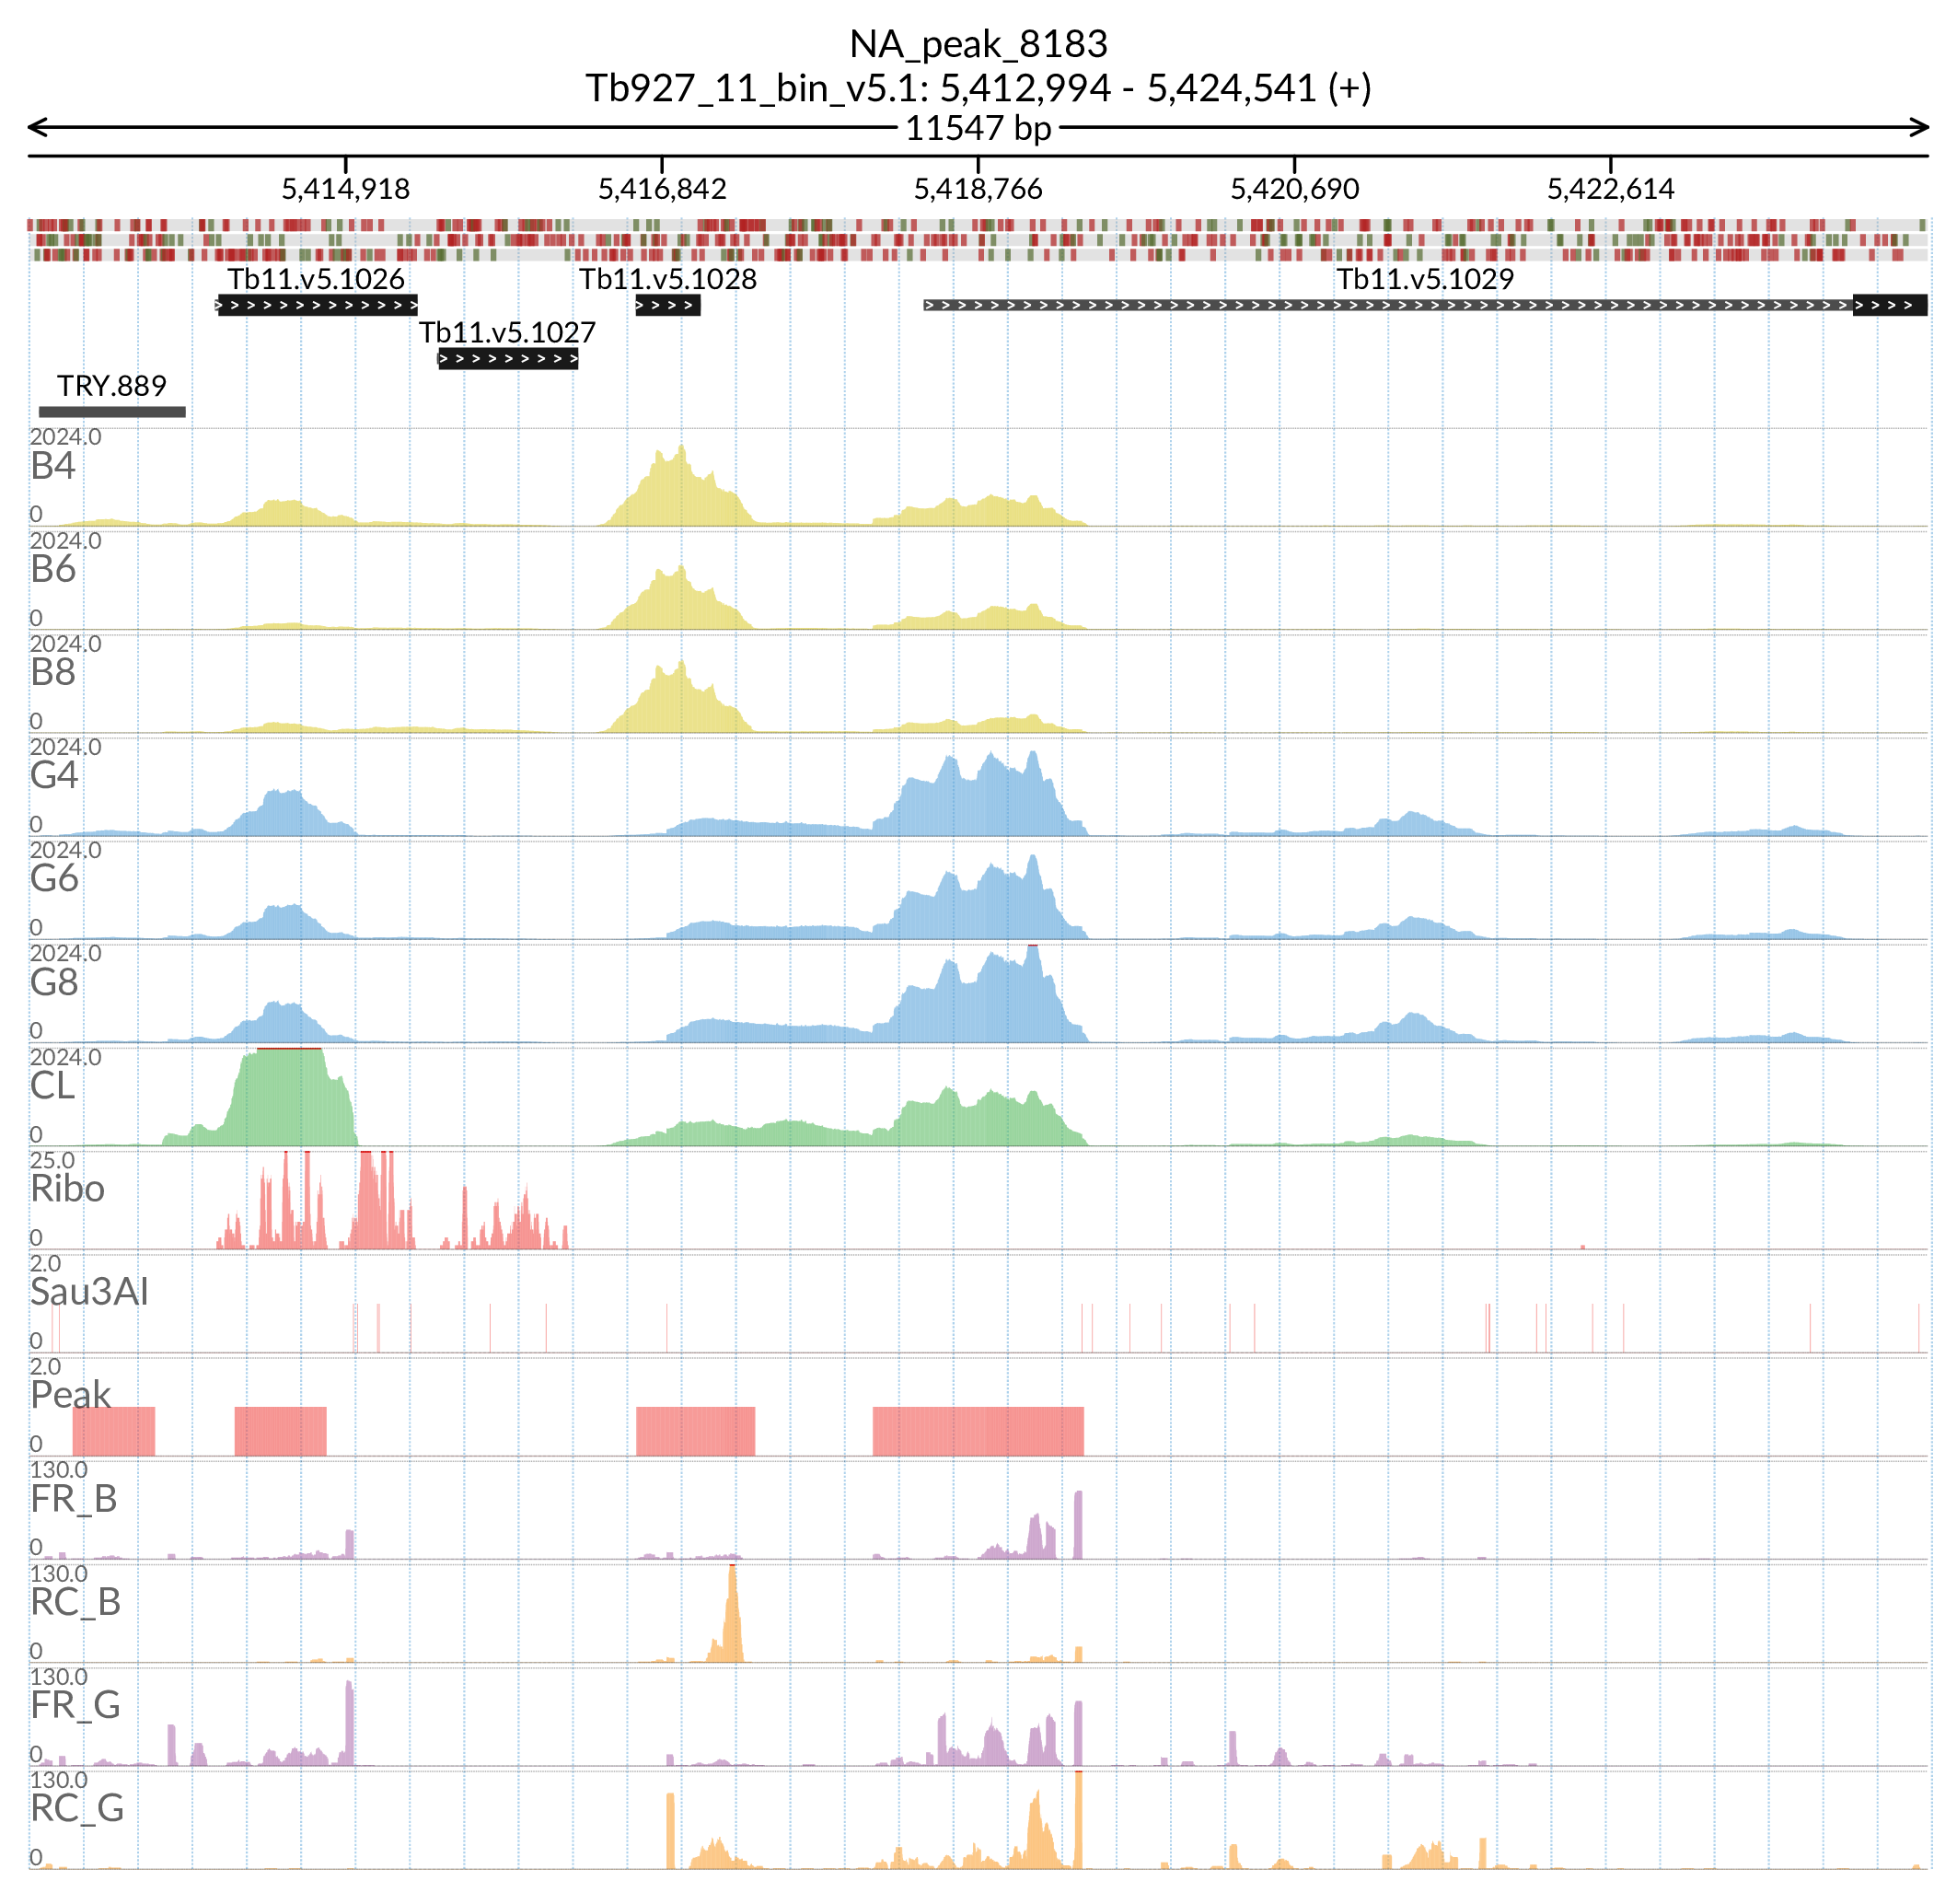 NA_peak_8183
Tb927_11_bin_v5.1: 5,412,994 - 5,424,541 (+)
11547 bp
5,414,918 5,416,842 5,418,766 5,420,690 5,422,614
Tb11.v5.1026 Tb11.v5.1028 Tb11.v5.1029
Tb11.v5.1027
TRY.889
2024.0
B4
0
2024.0
B6
0
2024.0
B8
0
2024.0
G4
0
2024.0
G6
0
2024.0
G8
0
2024.0
CL
0
25.0
Ribo
0
2.0
Sau3AI
0
2.0
Peak
0
130.0
FR_B
0
130.0
RC_B
0
130.0
FR_G
0
130.0
RC_G
0